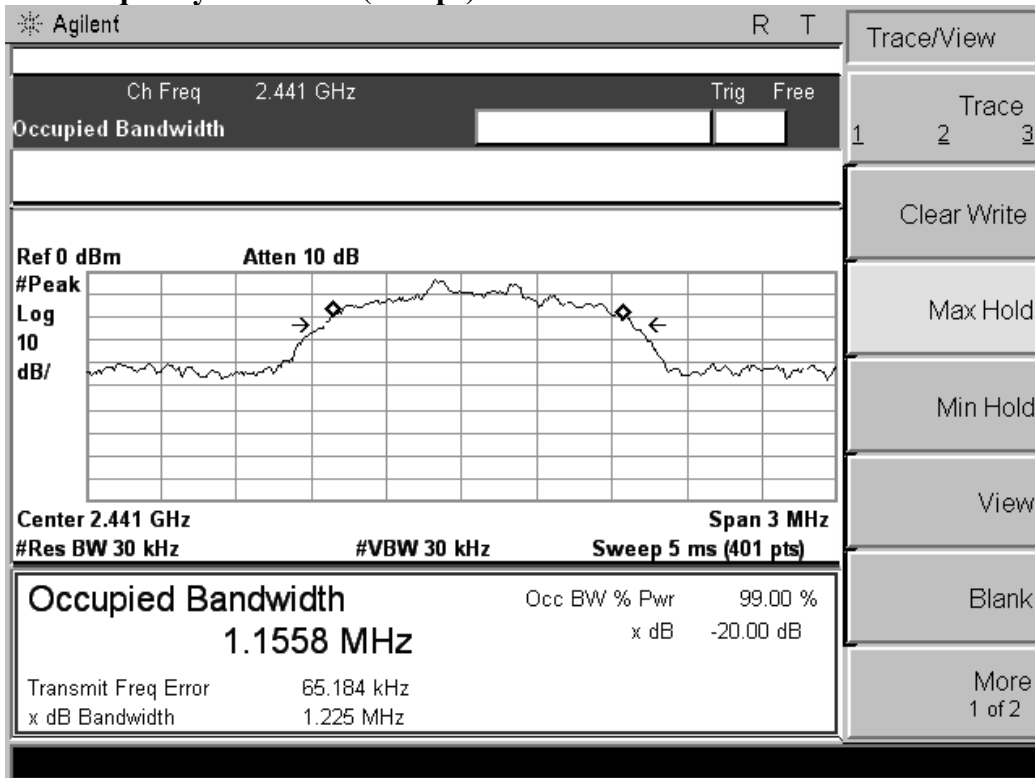 Agilent R T
Trace/View
Ch Freq 2.441 GHz Trig Free
Occupied Bandwidth
Trace
1 2 3
Clear Write
Ref 0 dBm Atten 10 dB
#Peak
Log
10
dB/
Max Hold
Min Hold
View
Center 2.441 GHz Span 3 MHz
#Res BW 30 kHz #VBW 30 kHz Sweep 5 ms (401 pts)
Occupied Bandwidth Occ BW % Pwr 99.00 %
1.1558 MHz x dB -20.00 dB
Blank
Transmit Freq Error 65.184 kHz
x dB Bandwidth 1.225 MHz
More
1 of 2